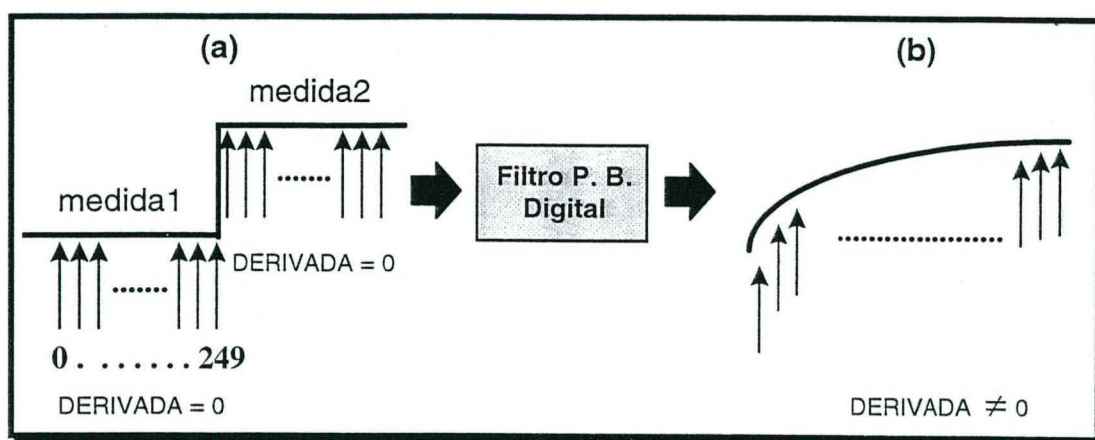 (a)
(b)
medida2
medida1
Filtro P. B.
Digital
DERIVADA = 0
0 . . . . . . . 249
DERIVADA = 0
DERIVADA ≠ 0